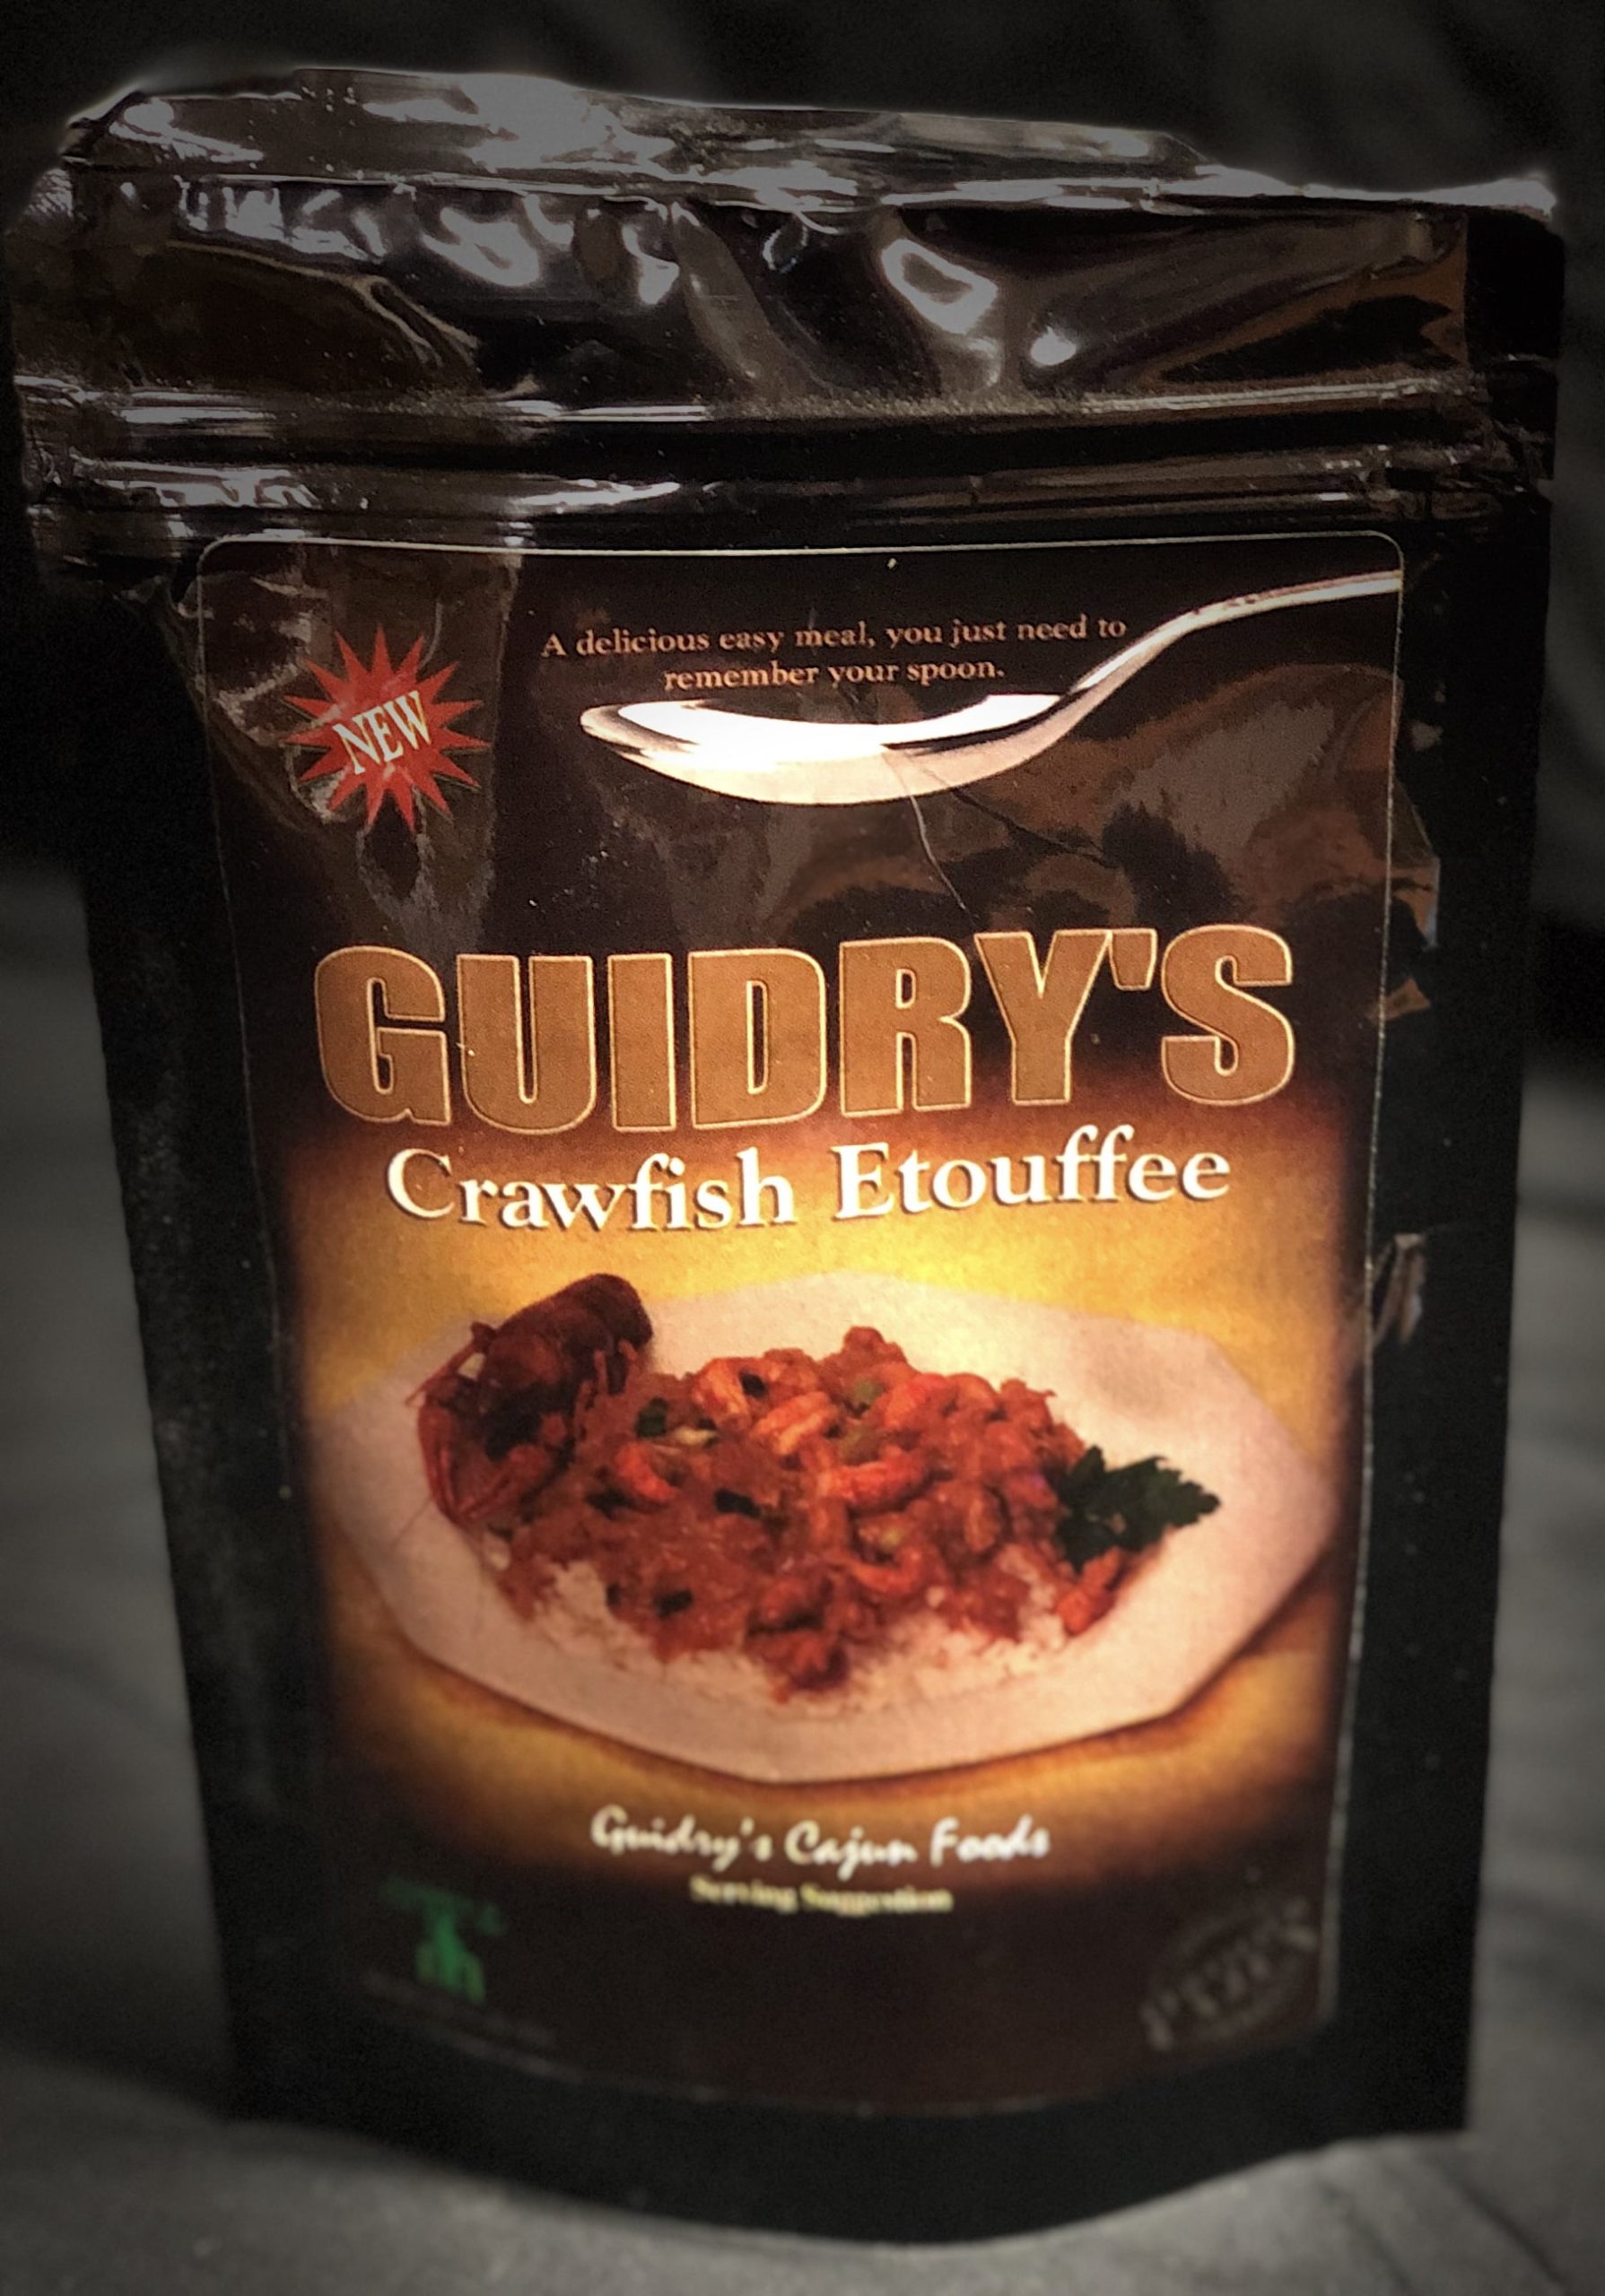 A delicious easy meal, you just need to
remember your spoon.
NEW
GUIDRY'S
Crawfish Etouffee
Guidry's Cajun Foods
Serving Suggestion